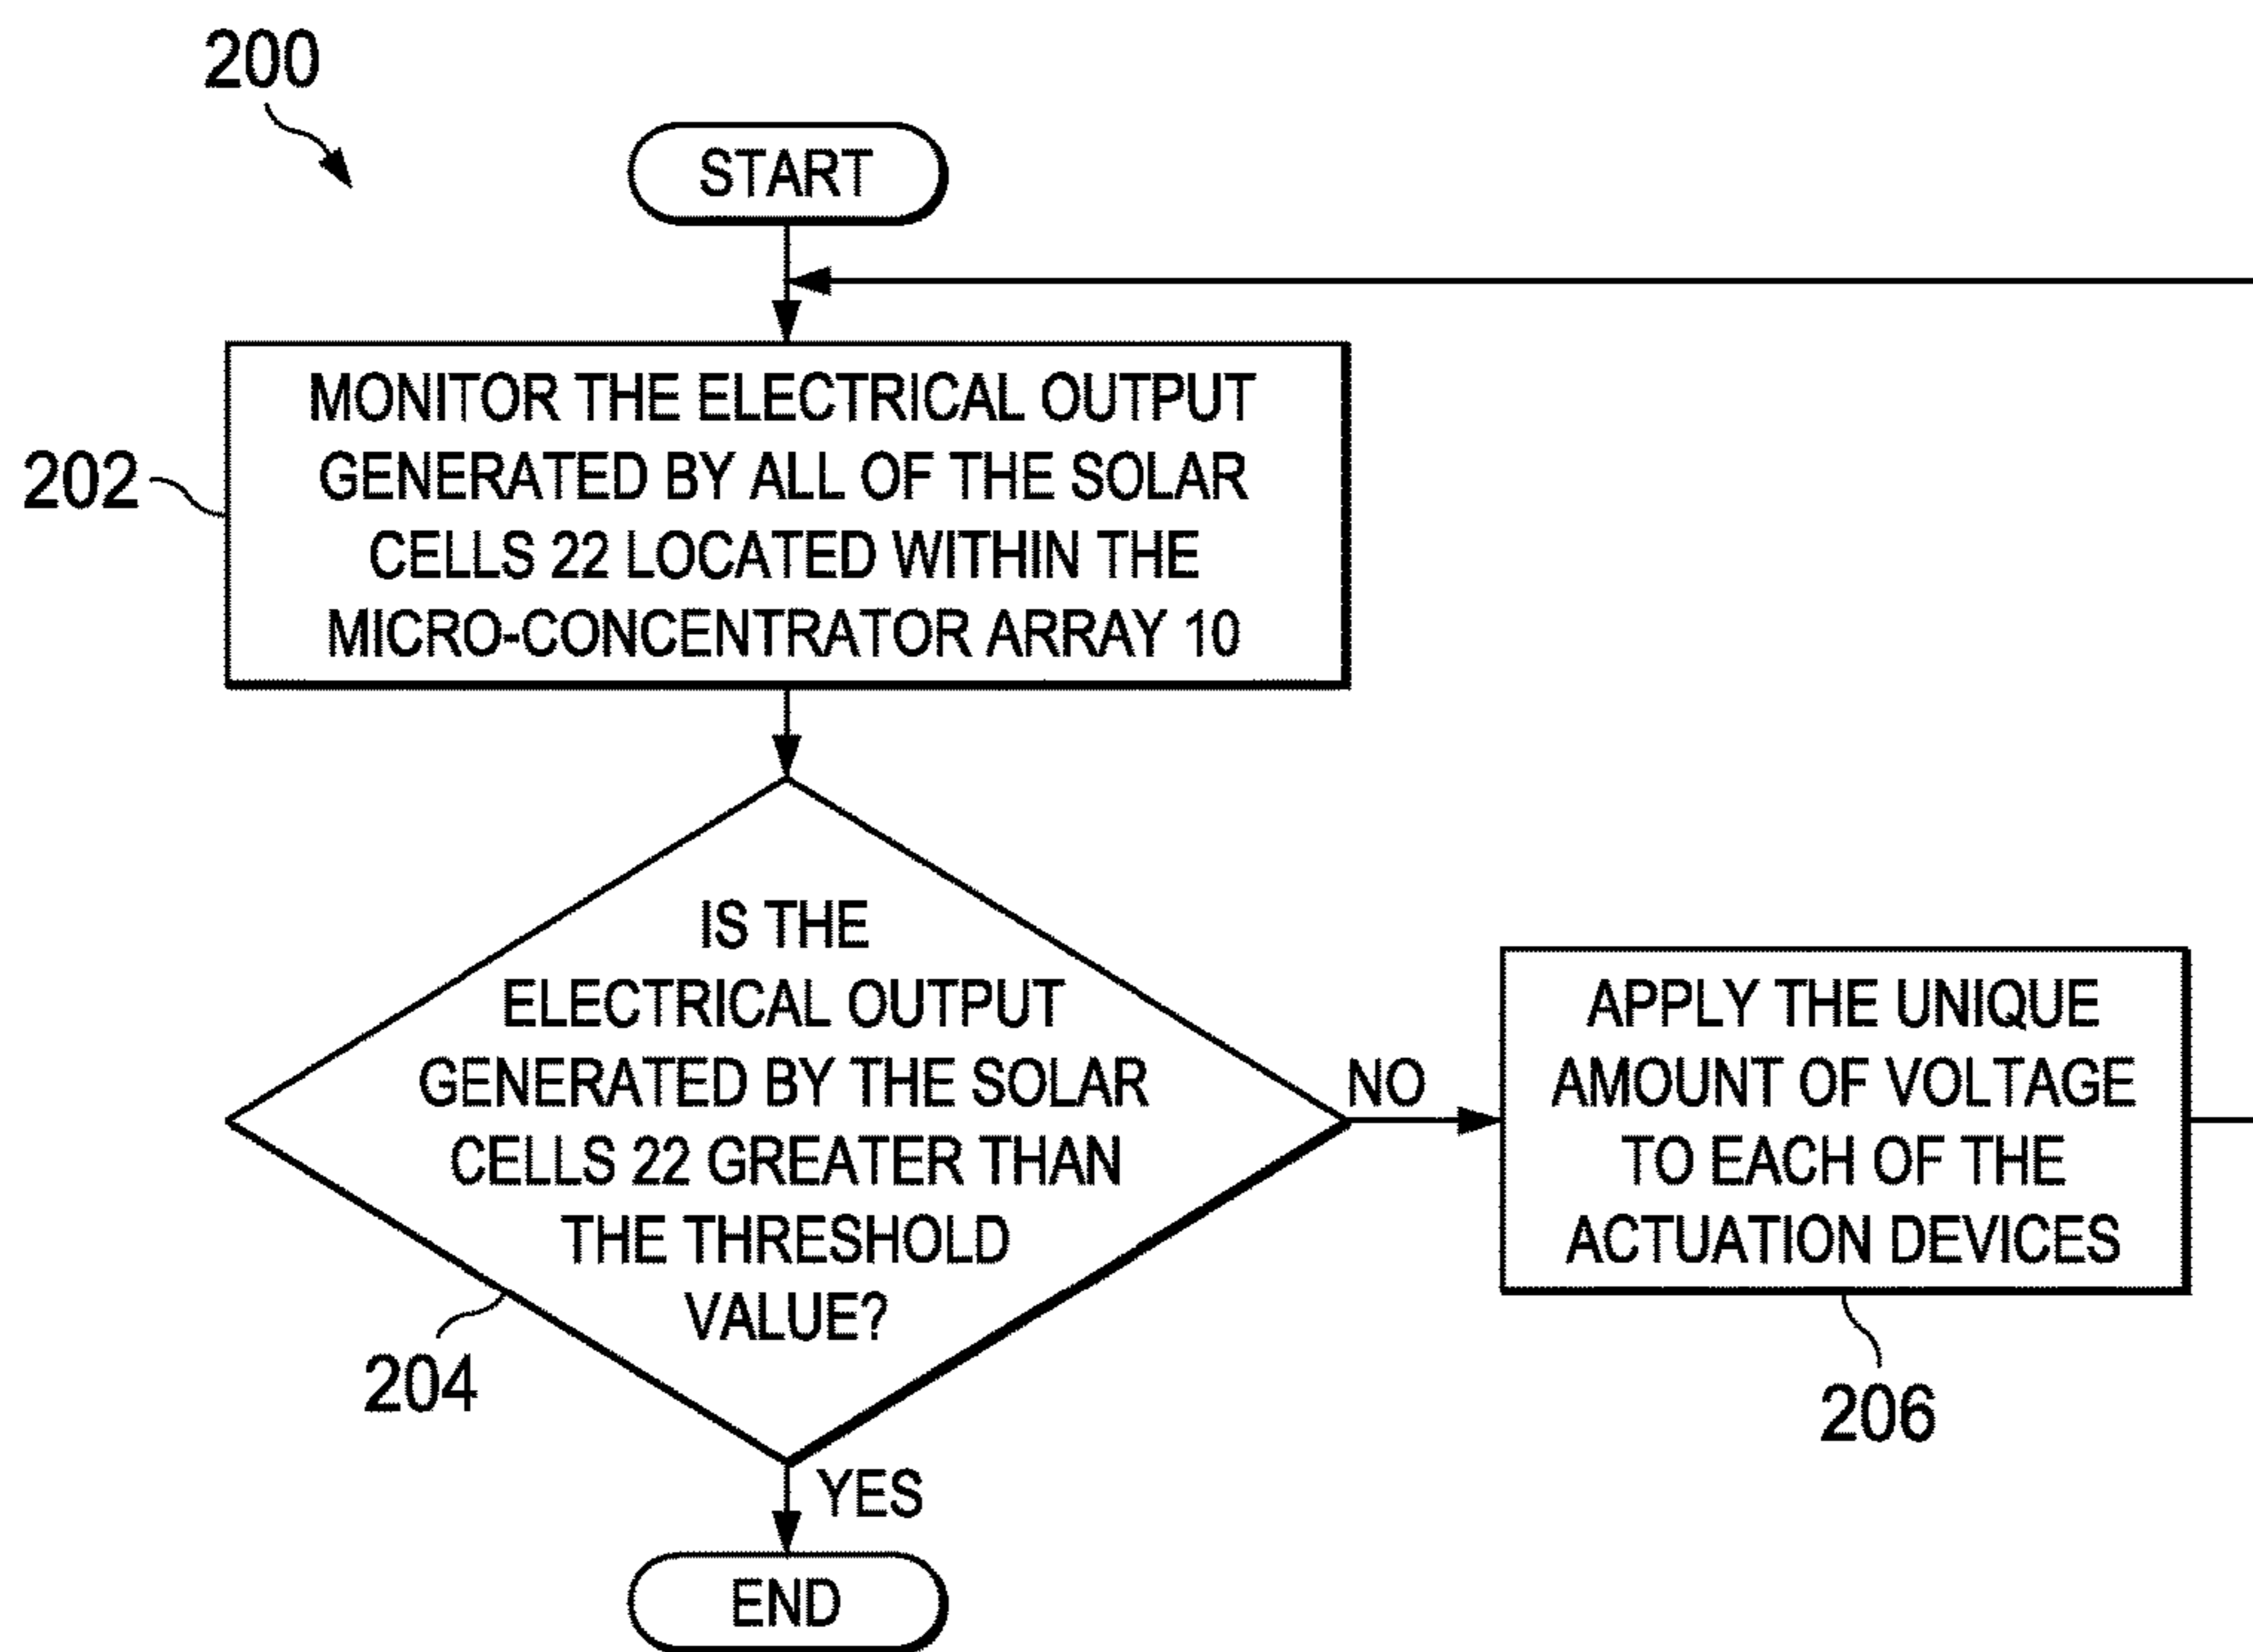 200
START
202
MONITOR THE ELECTRICAL OUTPUT
GENERATED BY ALL OF THE SOLAR
CELLS 22 LOCATED WITHIN THE
MICRO-CONCENTRATOR ARRAY 10
IS THE
ELECTRICAL OUTPUT
GENERATED BY THE SOLAR
CELLS 22 GREATER THAN
THE THRESHOLD
VALUE?
204
NO
APPLY THE UNIQUE
AMOUNT OF VOLTAGE
TO EACH OF THE
ACTUATION DEVICES
206
YES
END